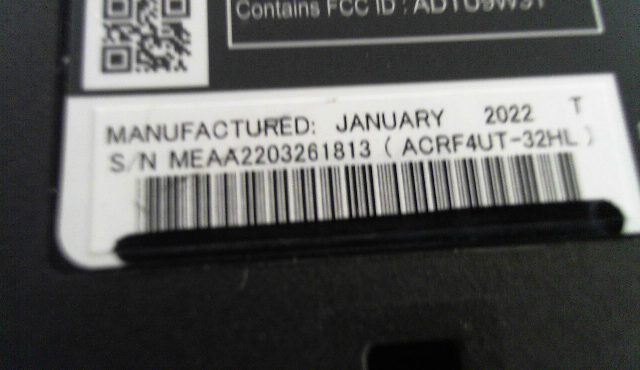 Contains FCC ID :
MANUFACTURED: JANUARY 2022 T
S/N MEAA2203261813 ( ACRF4UT-32HL )